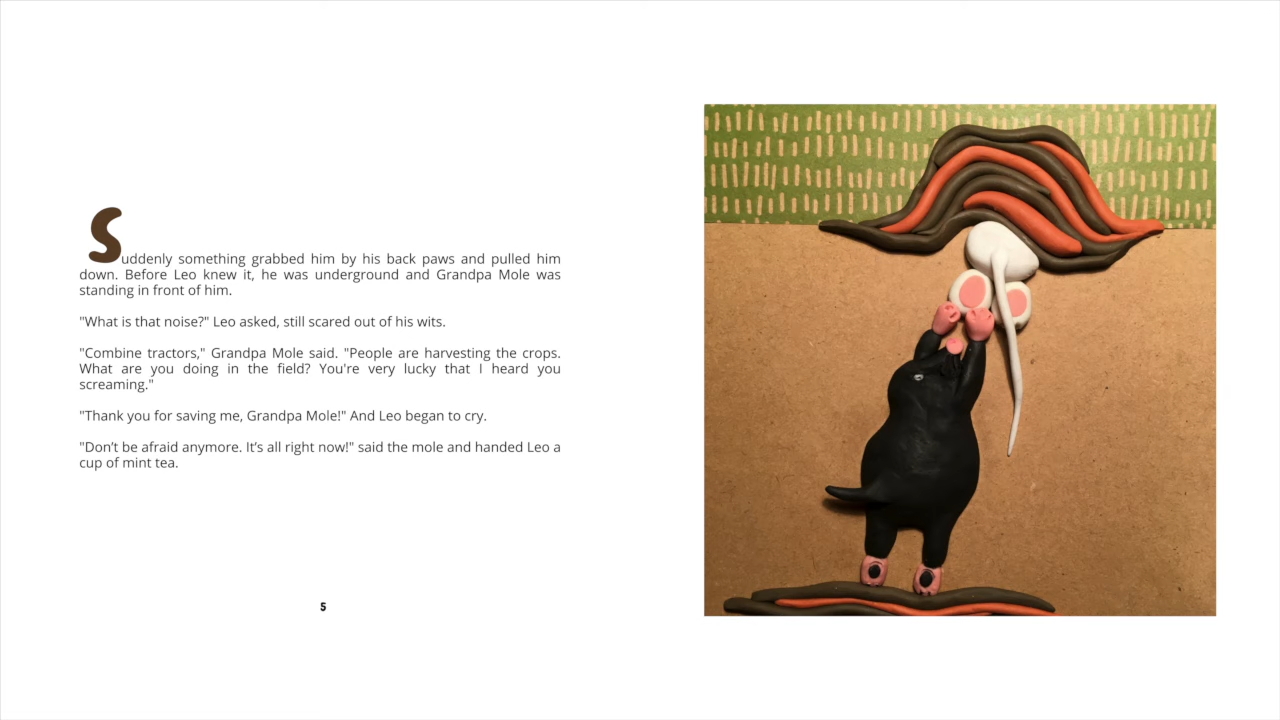 Suddenly something grabbed him by his back paws and pulled him
down. Before Leo knew it, he was underground and Grandpa Mole was
standing in front of him.
"What is that noise?" Leo asked, still scared out of his wits.
"Combine tractors," Grandpa Mole said. "People are harvesting the crops.
What are you doing in the field? You're very lucky that I heard you
screaming."
"Thank you for saving me, Grandpa Mole!" And Leo began to cry.
"Don’t be afraid anymore. It’s all right now!" said the mole and handed Leo a
cup of mint tea.
5